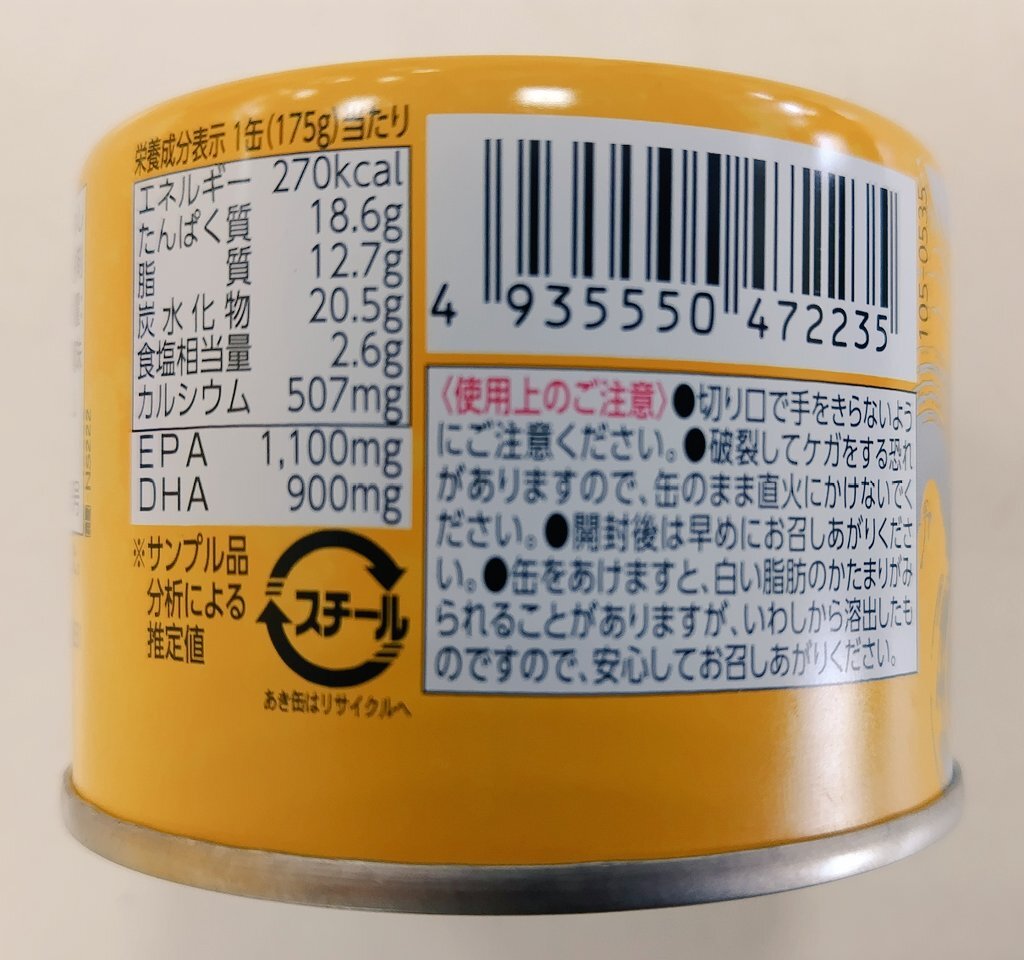 栄養成分表示 1缶(175g)当たり
エネルギー 270kcal
たんぱく質 18.6g
脂質 12.7g
炭水化物 20.5g
食塩相当量 2.6g
カルシウム 507mg
EPA 1,100mg
DHA 900mg
※サンプル品
分析による
推定値
スチール
あき缶はリサイクルへ
4 935550 472235
〈使用上のご注意〉●切り口で手をきらないよう
にご注意ください。●破裂してケガをする恐れ
がありますので、缶のまま直火にかけないでく
ださい。●開封後は早めにお召しあがりくださ
い。●缶をあけますと、白い脂肪のかたまりがみ
られることがありますが、いわしから溶出したも
のですので、安心してお召しあがりください。
105-0535